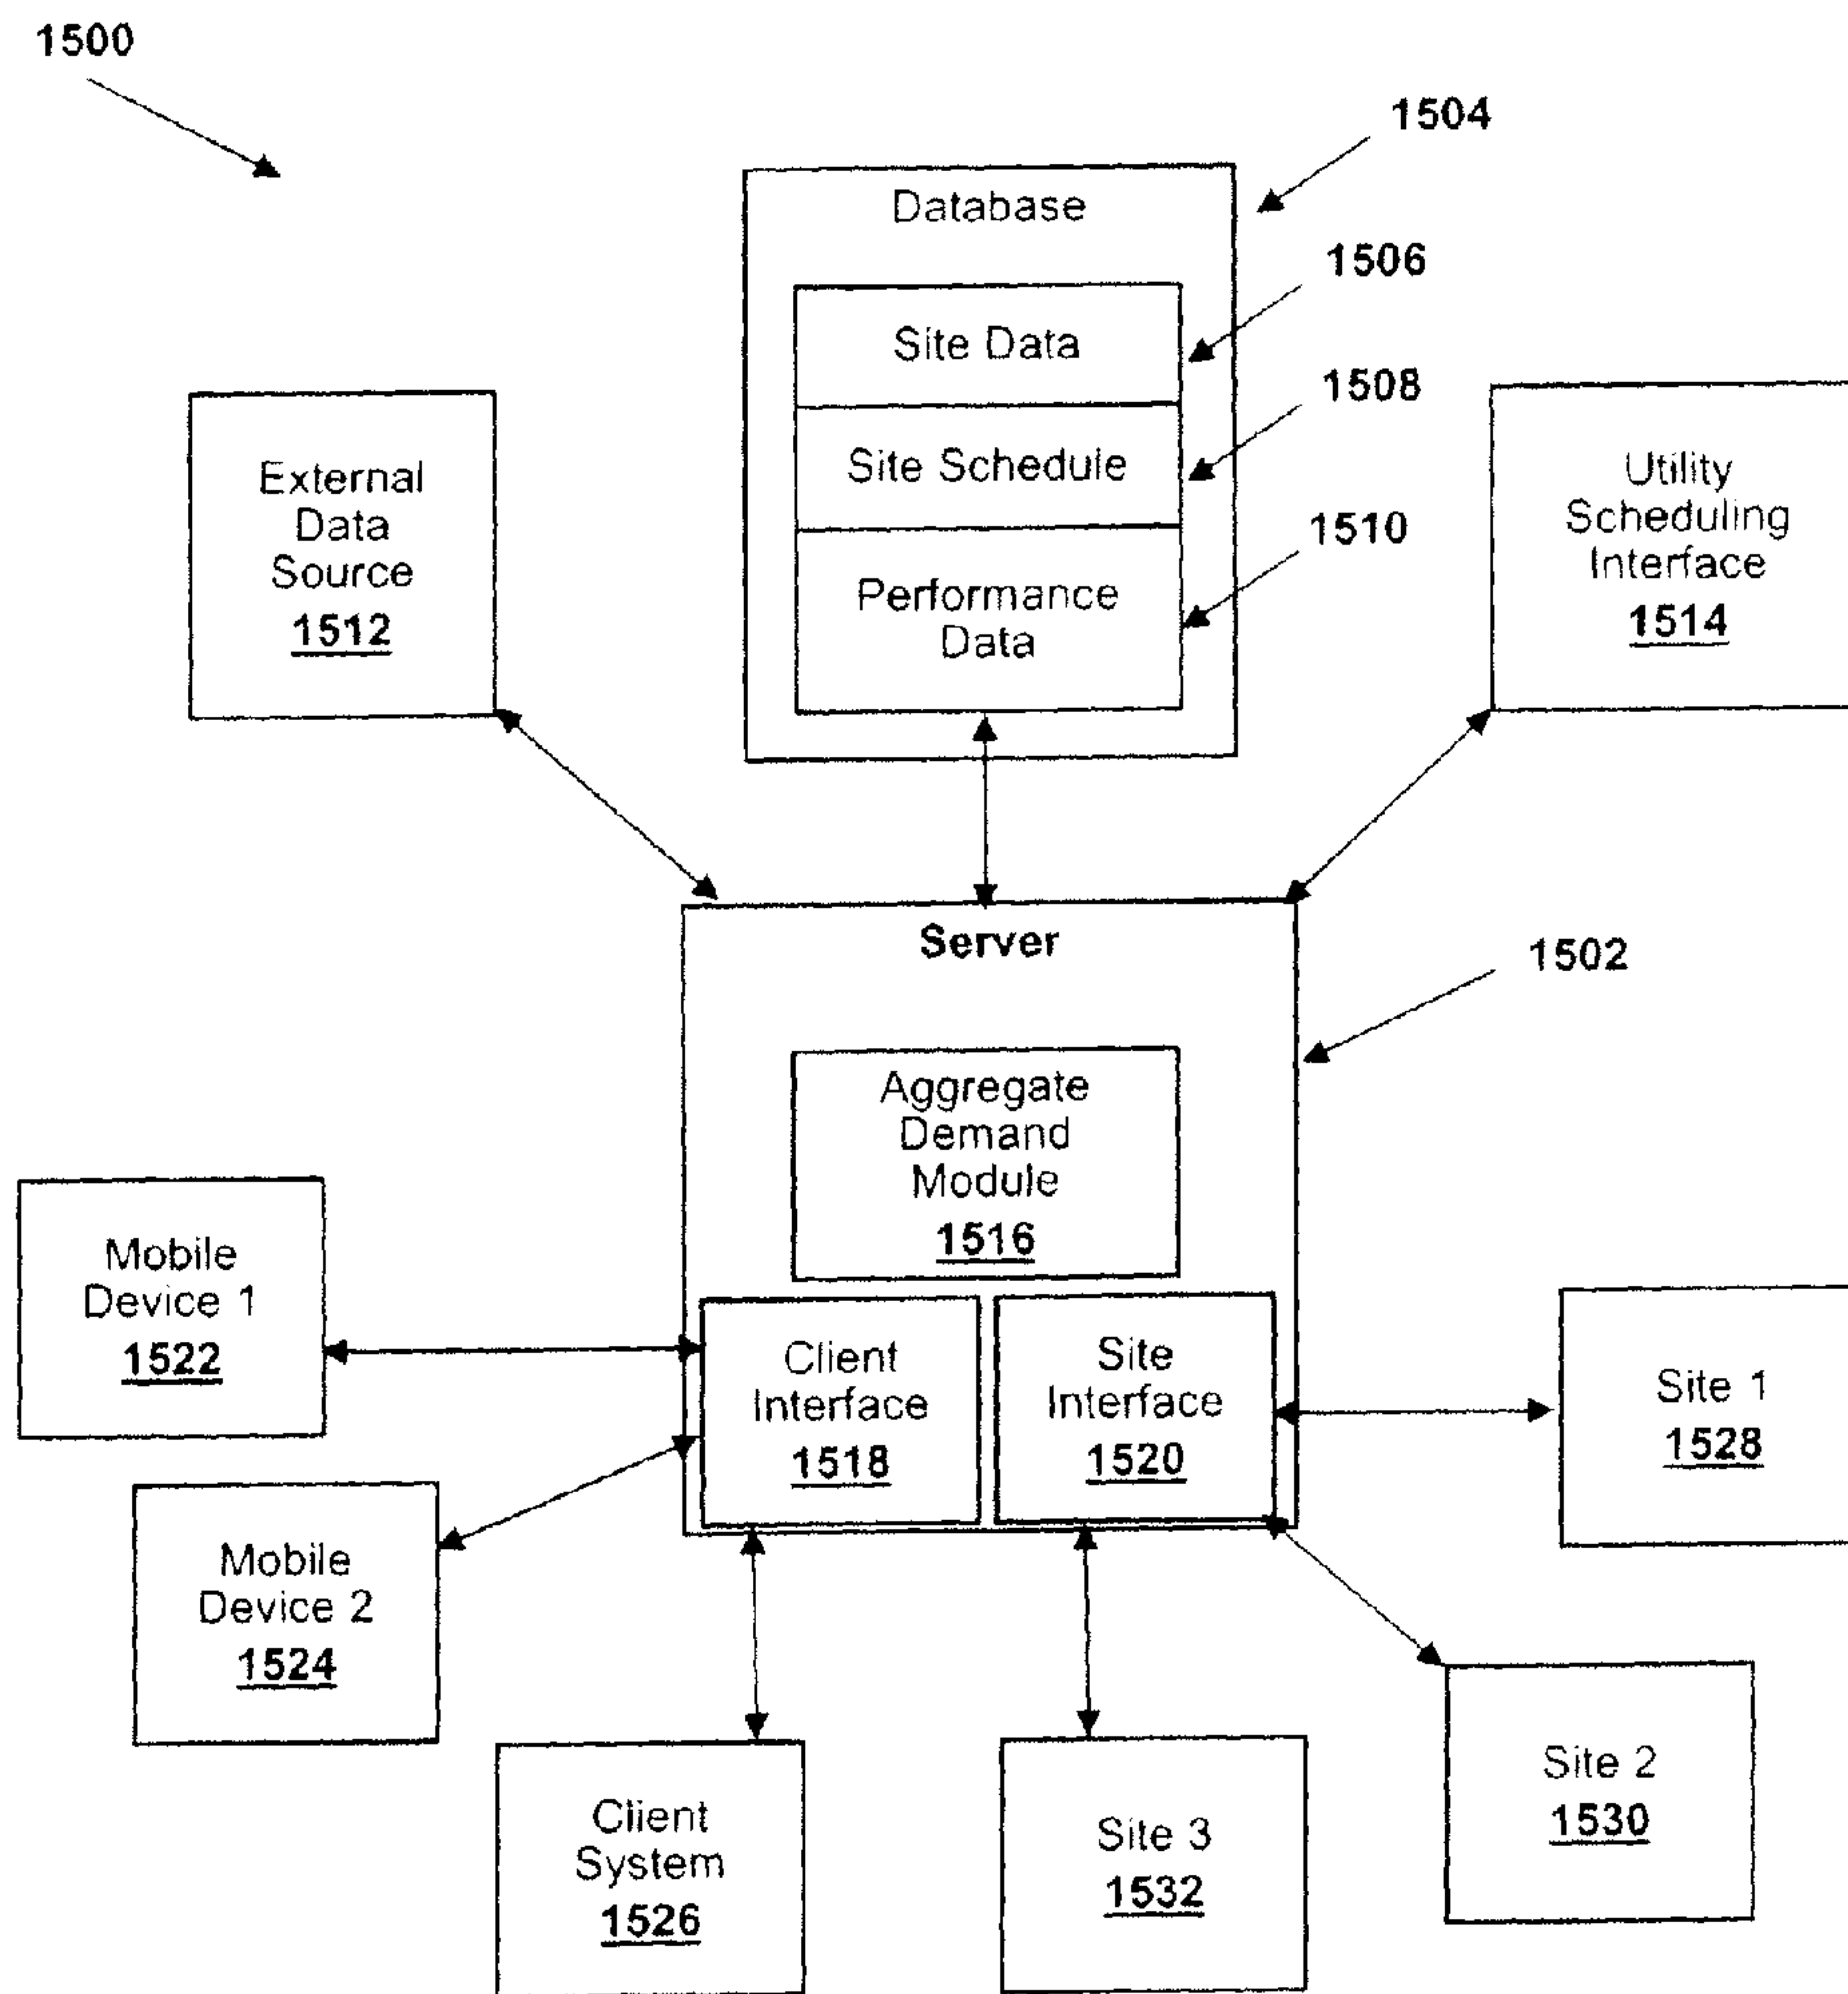 1500
1504
Database
1506
Site Data
1508
Site Schedule
1510
Performance
Data
External
Data
Source
1512
Utility
Scheduling
Interface
1514
Server
1502
Aggregate
Demand
Module
1516
Mobile
Device 1
1522
Client
Interface
1518
Site
Interface
1520
Site 1
1528
Mobile
Device 2
1524
Client
System
1526
Site 3
1532
Site 2
1530